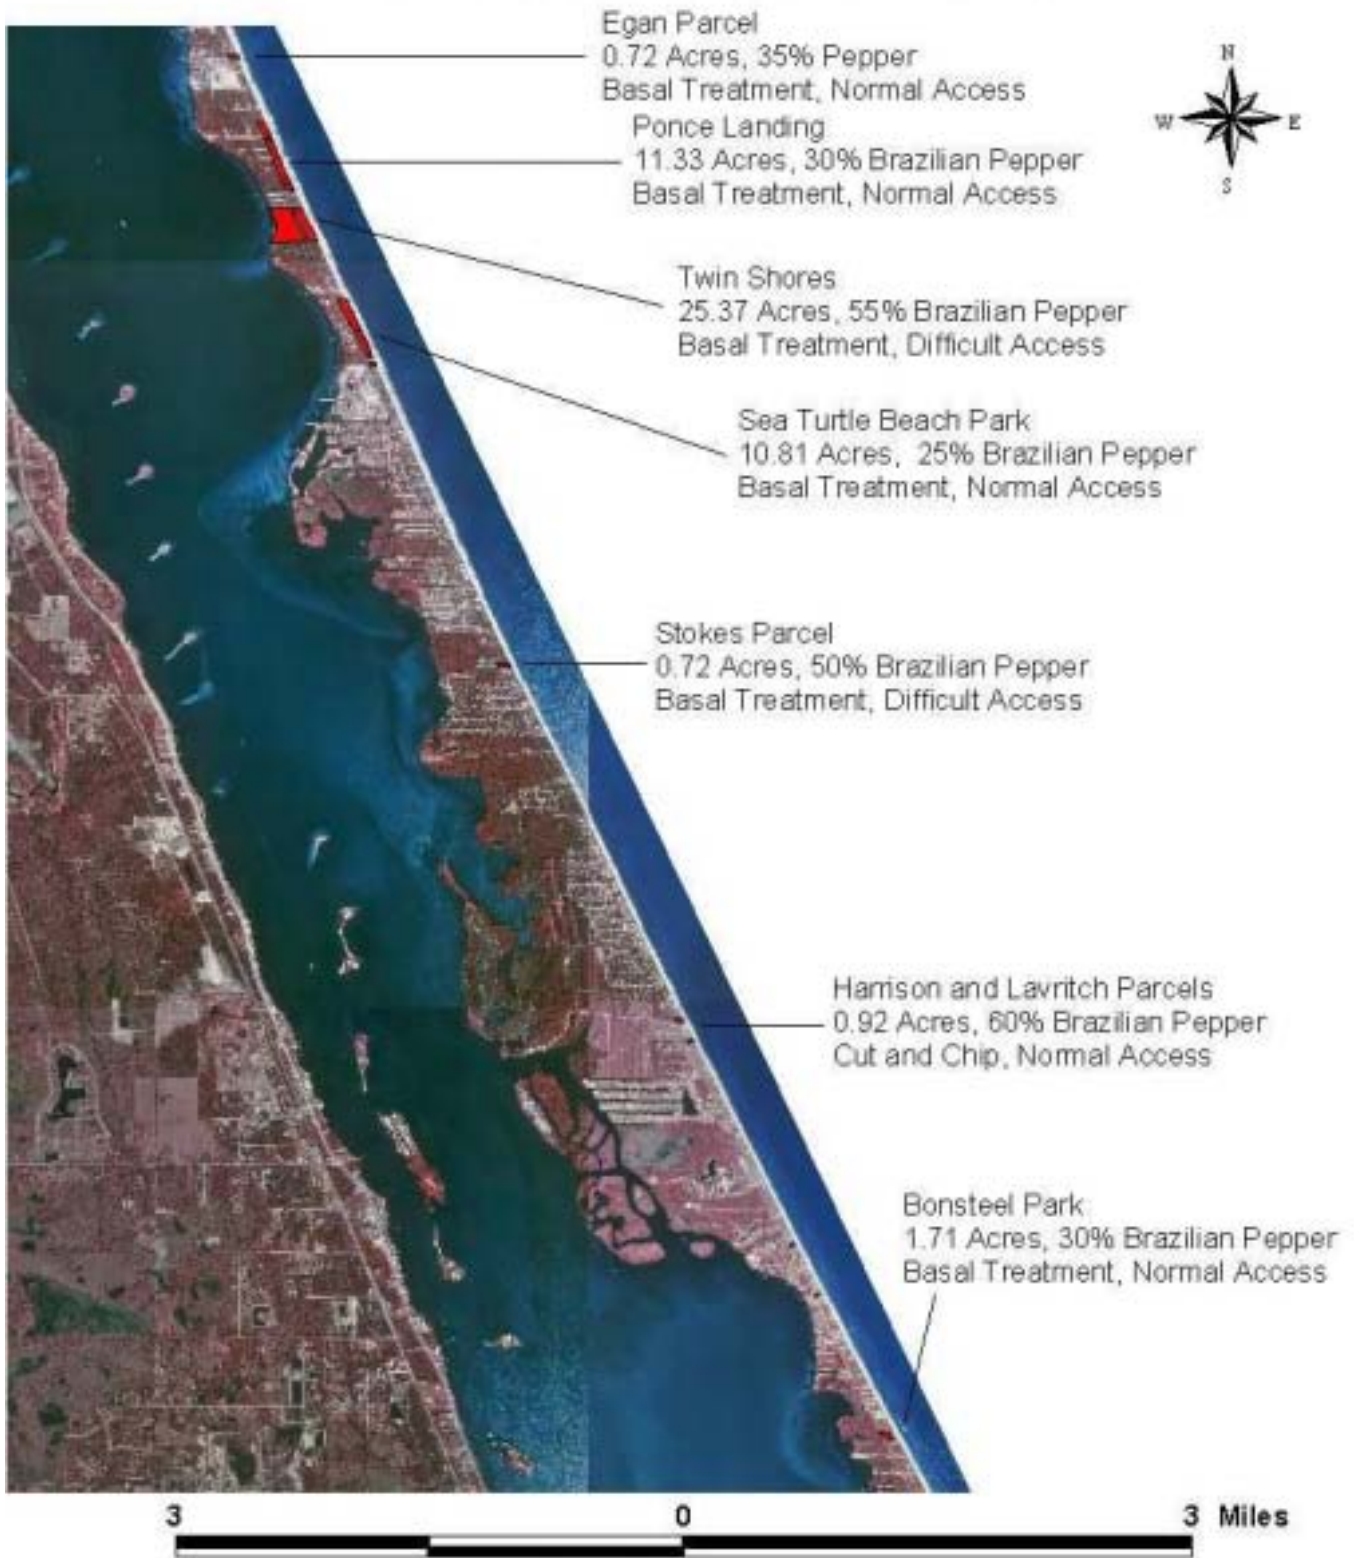 Egan Parcel
0.72 Acres, 35% Pepper
Basal Treatment, Normal Access
N
W E
S
Ponce Landing
11.33 Acres, 30% Brazilian Pepper
Basal Treatment, Normal Access
Twin Shores
25.37 Acres, 55% Brazilian Pepper
Basal Treatment, Difficult Access
Sea Turtle Beach Park
10.81 Acres, 25% Brazilian Pepper
Basal Treatment, Normal Access
Stokes Parcel
0.72 Acres, 50% Brazilian Pepper
Basal Treatment, Difficult Access
Harrison and Lavritch Parcels
0.92 Acres, 60% Brazilian Pepper
Cut and Chip, Normal Access
Bonsteel Park
1.71 Acres, 30% Brazilian Pepper
Basal Treatment, Normal Access
3 0 3 Miles